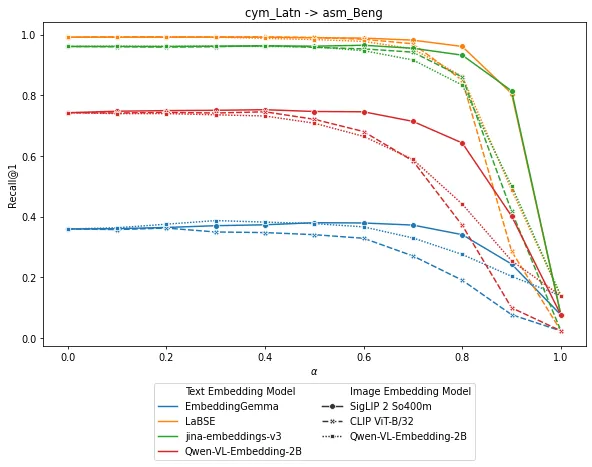 cym_Latn -> asm_Beng
1.0
0.8
0.6
0.4
0.2
0.0
Recall@1
0.0 0.2 0.4 0.6 0.8 1.0
α
Text Embedding Model Image Embedding Model
EmbeddingGemma SigLIP 2 So400m
LaBSE CLIP ViT-B/32
jina-embeddings-v3 Qwen-VL-Embedding-2B
Qwen-VL-Embedding-2B